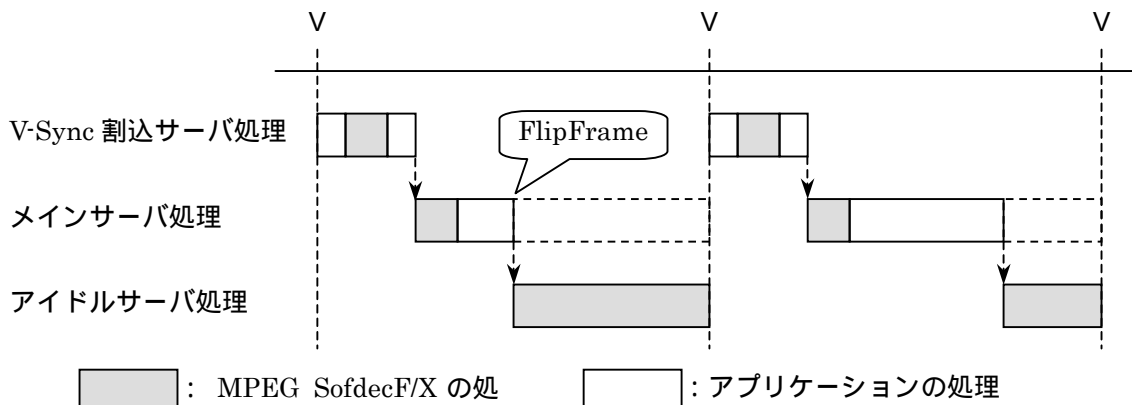 V V V
V-Sync 割込サーバ処理
FlipFrame
メインサーバ処理
アイドルサーバ処理
: MPEG SofdecF/X の処
: アプリケーションの処理